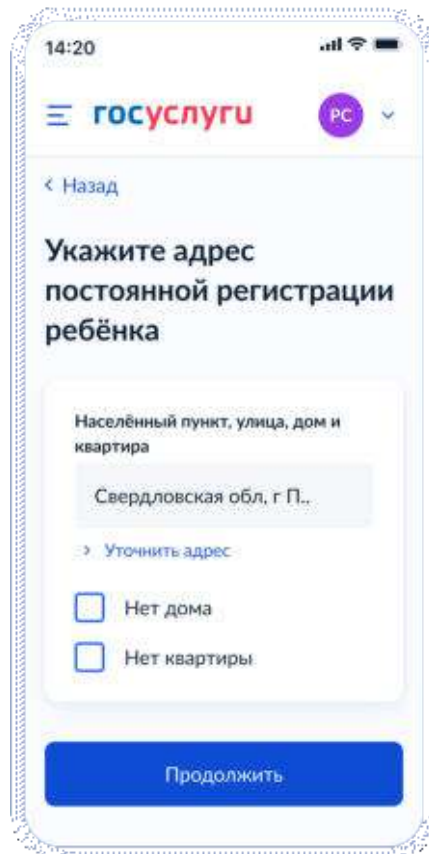 14:20
госуслуги
РС
Назад
Укажите адрес
постоянной регистрации
ребёнка
Населённый пункт, улица, дом и
квартира
Свердловская обл, г П..
Уточнить адрес
Нет дома
Нет квартиры
Продолжить